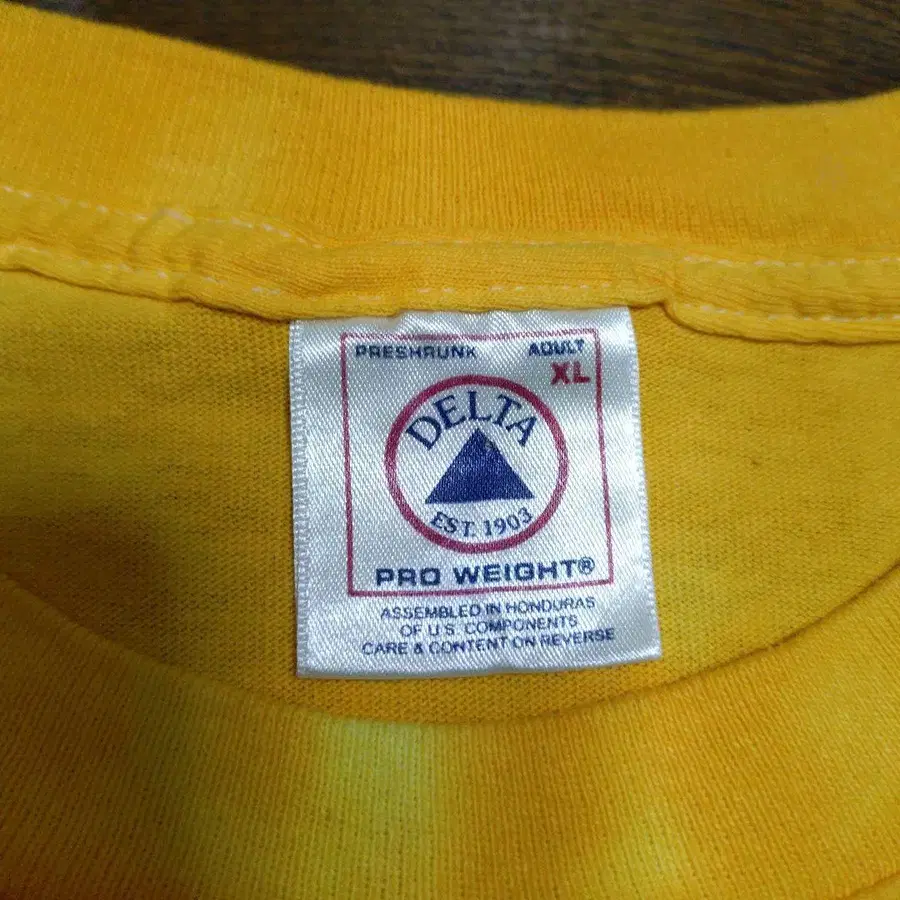 PRESHRUNK ADULT
XL
DELTA
EST. 1903
PRO WEIGHT®
ASSEMBLED IN HONDURAS
OF U.S. COMPONENTS
CARE & CONTENT ON REVERSE